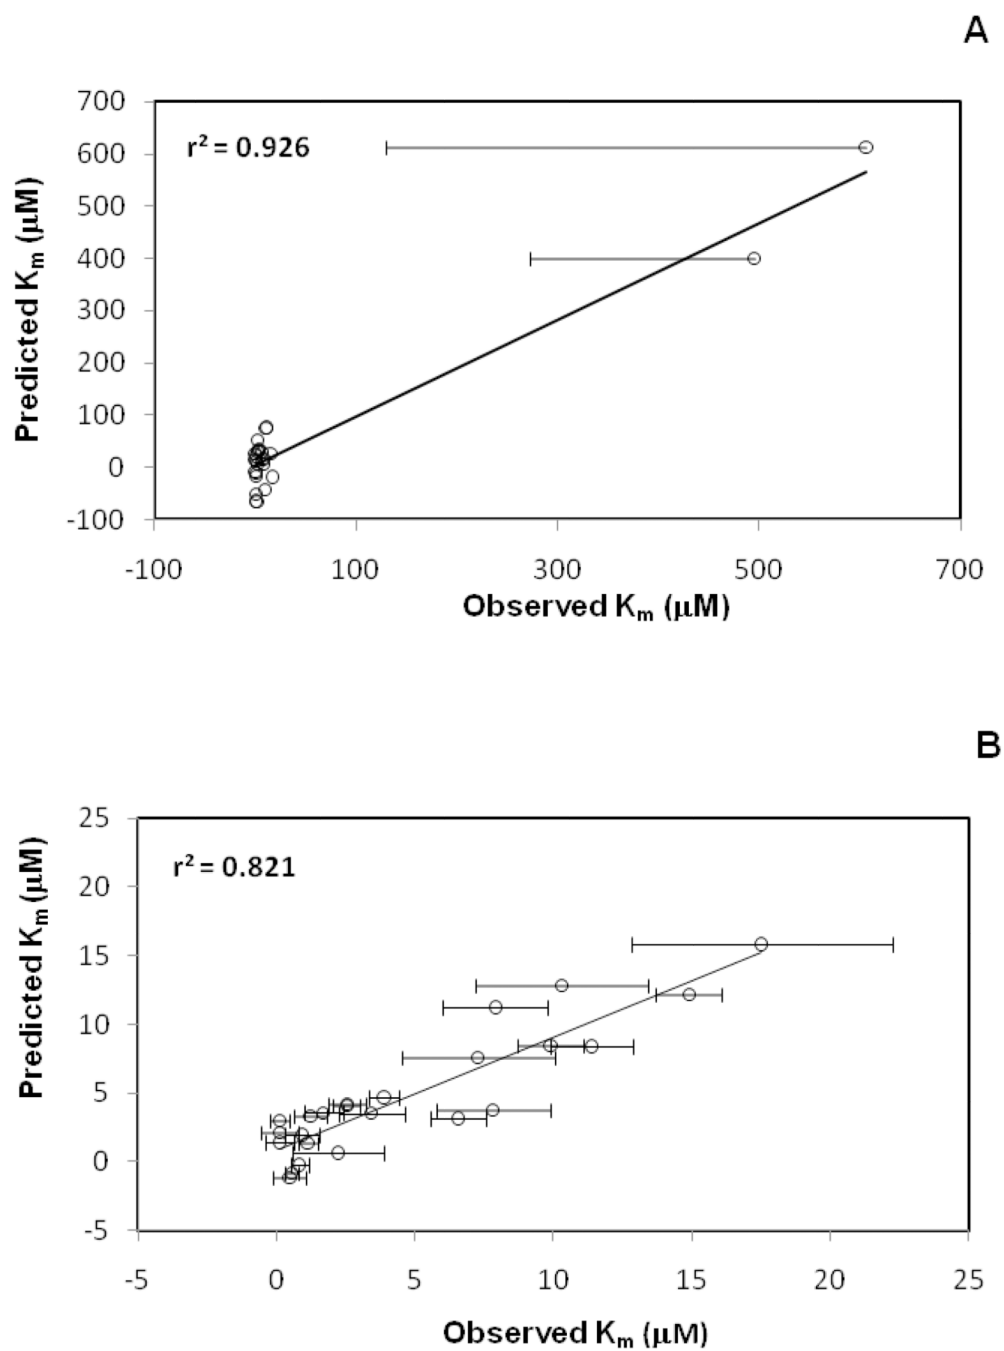 A
700
r² = 0.926
600
500
400
300
200
100
0
-100
Predicted Kₘ (μM)
-100 100 300 500 700
Observed Kₘ (μM)
B
25
r² = 0.821
20
15
10
5
0
-5
Predicted Kₘ (μM)
-5 0 5 10 15 20 25
Observed Kₘ (μM)